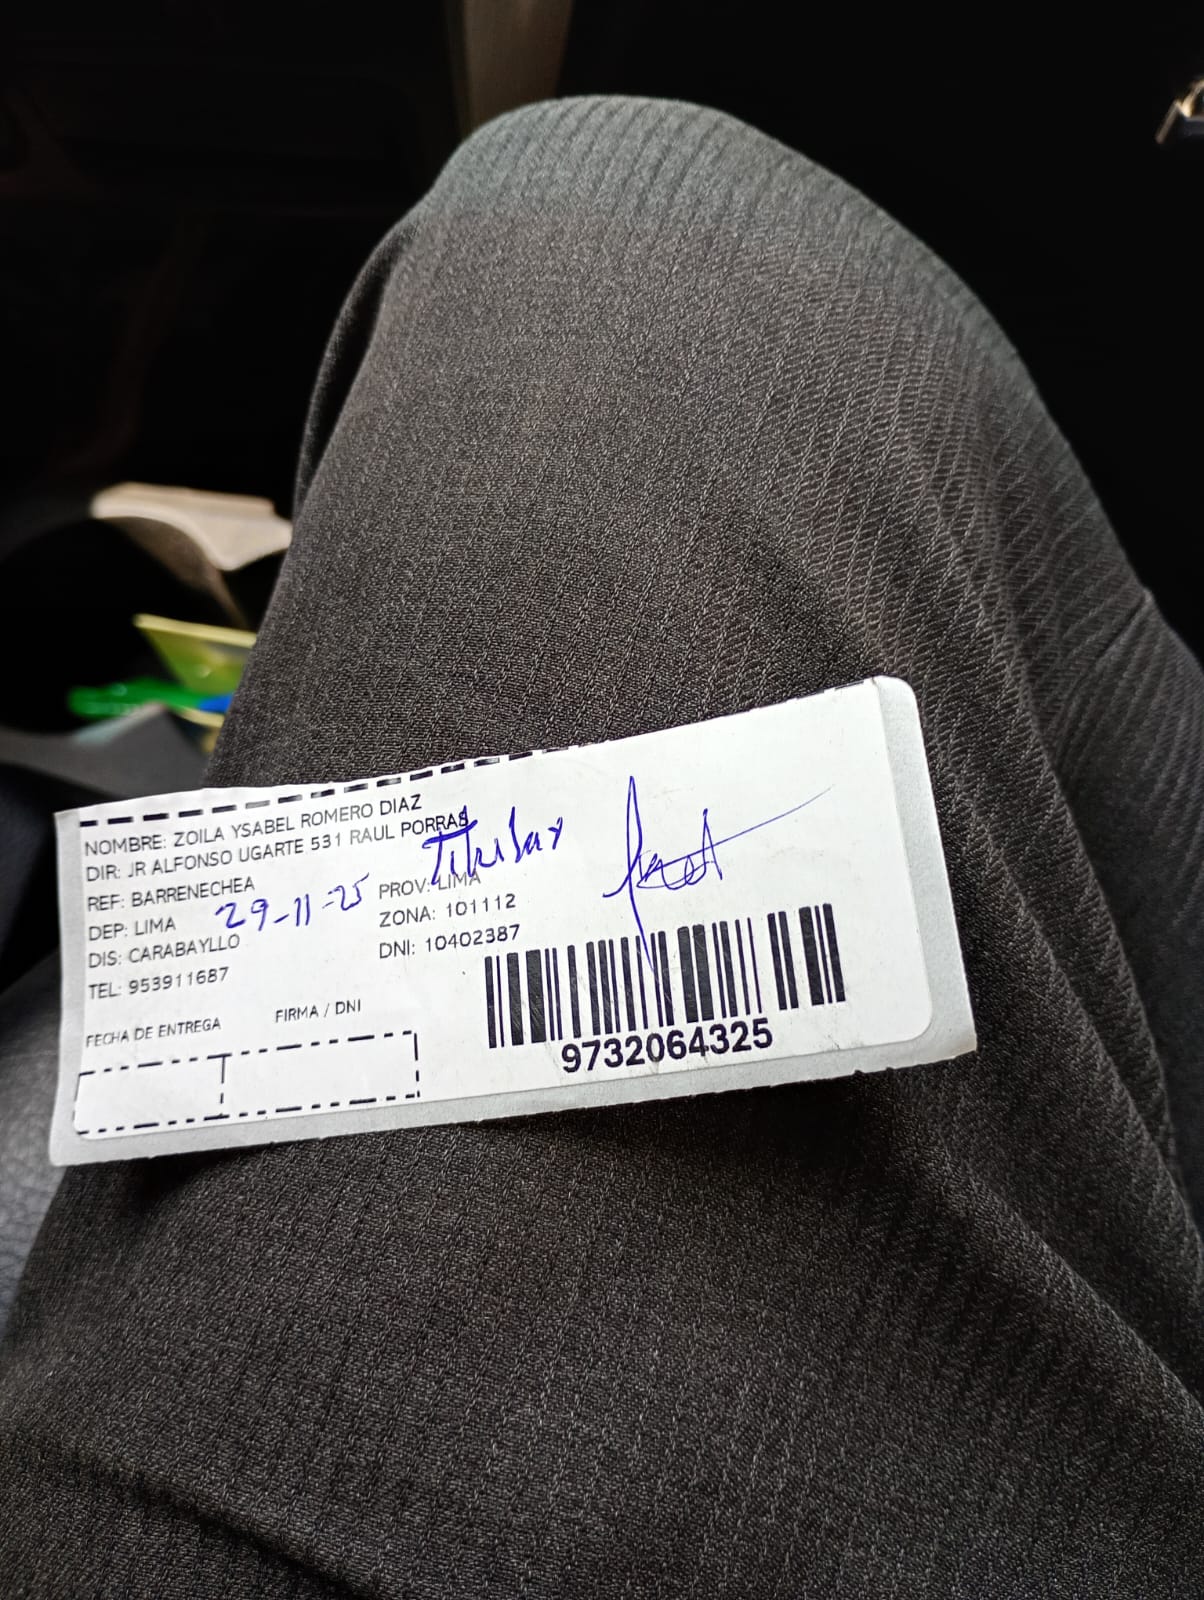 NOMBRE: ZOILA YSABEL ROMERO DIAZ
DIR: JR ALFONSO UGARTE 531 RAUL PORRAS
REF: BARRENECHEA
Titular
DEP: LIMA
PROV: LIMA
29-11-25
DIS: CARABAYLLO
ZONA: 101112
TEL: 953911687
DNI: 10402387
FECHA DE ENTREGA
FIRMA / DNI
9732064325